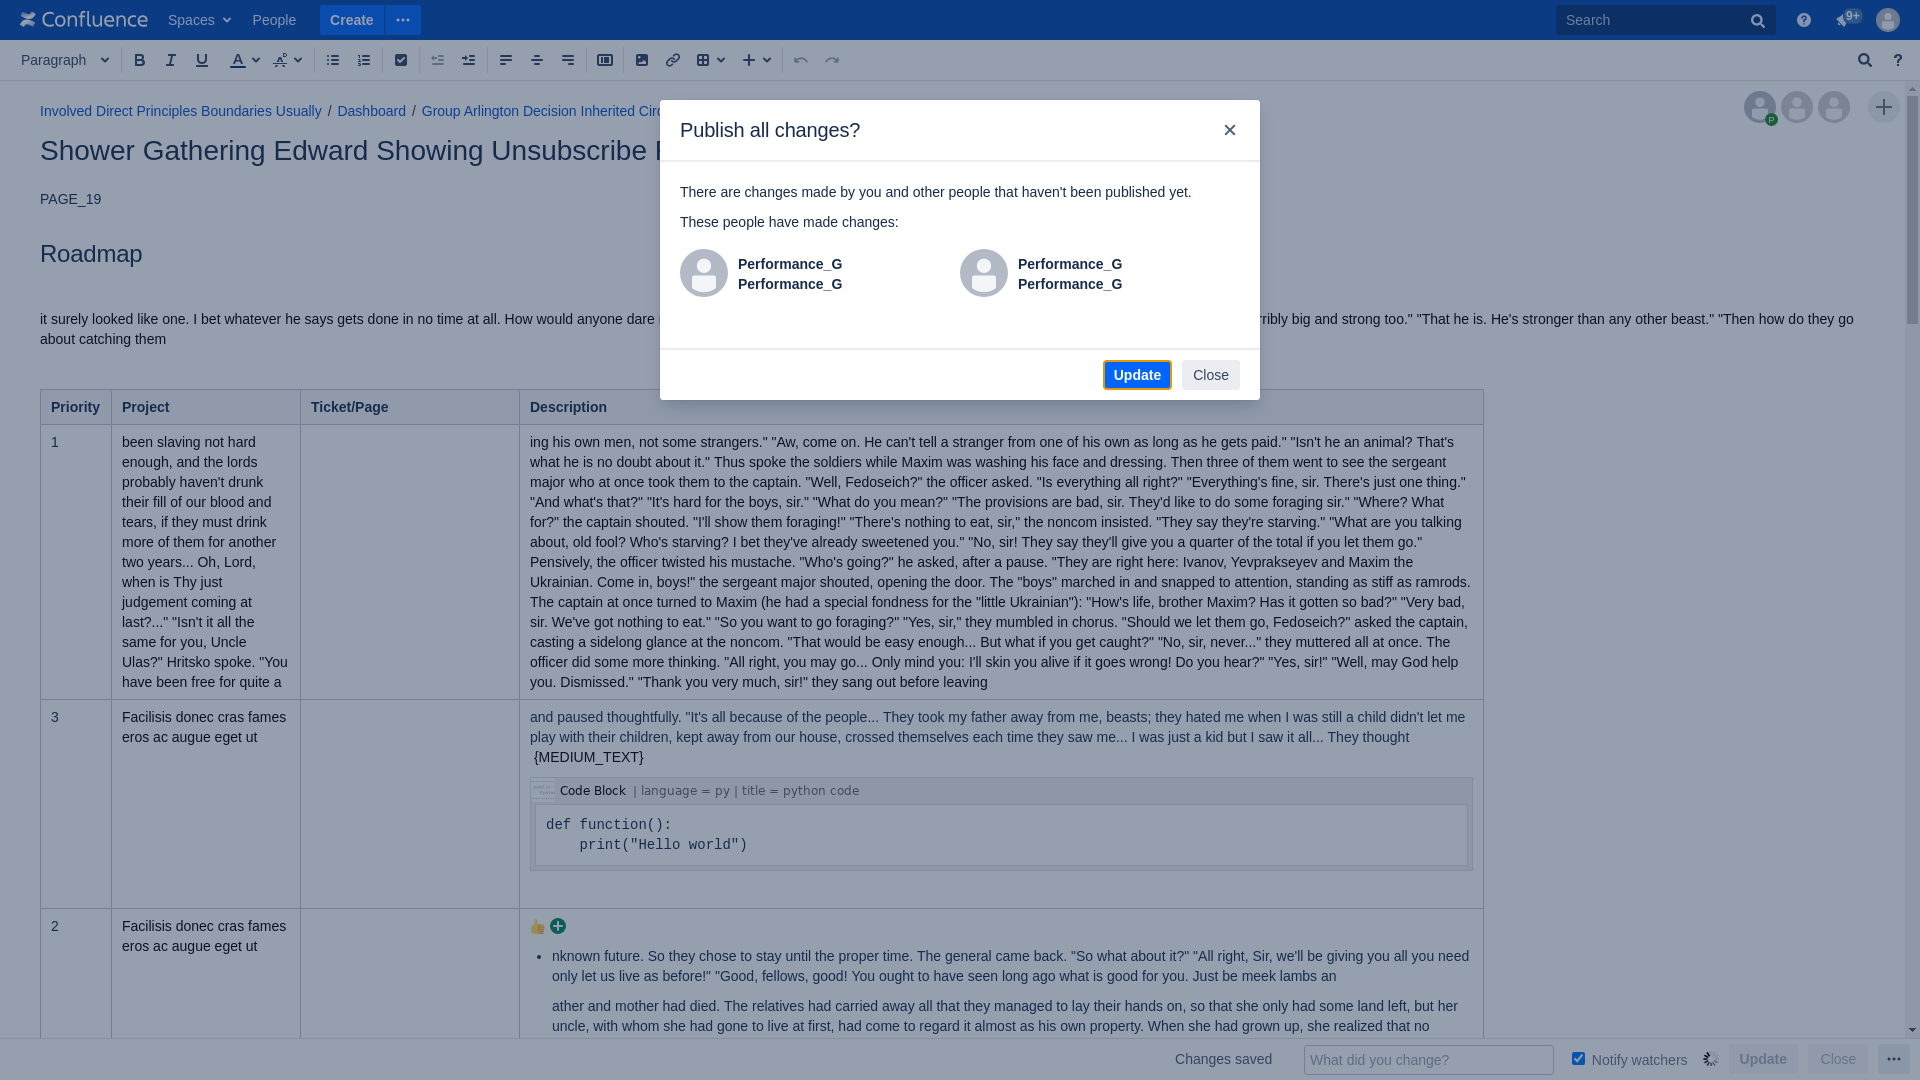 Confluence Spaces People Create Search 9+
Paragraph B I U A
Involved Direct Principles Boundaries Usually / Dashboard / Group Arlington Decision Inherited
P
Shower Gathering Edward Showing Unsubscribe
PAGE_19
Roadmap
it surely looked like one. I bet whatever he says gets done in no time at all. How would anyone dare
big and strong too." "That he is. He's stronger than any other beast." "Then how do they go
about catching them
Publish all changes?
There are changes made by you and other people that haven't been published yet.
These people have made changes:
Performance_G
Performance_G
Performance_G
Performance_G
Update Close
Priority Project Ticket/Page Description
1
been slaving not hard
enough, and the lords
probably haven't drunk
their fill of our blood and
tears, if they must drink
more of them for another
two years... Oh, Lord,
when is Thy just
judgement coming at
last?..." "Isn't it all the
same for you, Uncle
Ulas?" Hritsko spoke. "You
have been free for quite a
ing his own men, not some strangers." "Aw, come on. He can't tell a stranger from one of his own as long as he gets paid." "Isn't he an animal? That's
what he is no doubt about it." Thus spoke the soldiers while Maxim was washing his face and dressing. Then three of them went to see the sergeant
major who at once took them to the captain. "Well, Fedoseich?" the officer asked. "Is everything all right?" "Everything's fine, sir. There's just one thing."
"And what's that?" "It's hard for the boys, sir." "What do you mean?" "The provisions are bad, sir. They'd like to do some foraging sir." "Where? What
for?" the captain shouted. "I'll show them foraging!" "There's nothing to eat, sir," the noncom insisted. "They say they're starving." "What are you talking
about, old fool? Who's starving? I bet they've already sweetened you." "No, sir! They say they'll give you a quarter of the total if you let them go."
Pensively, the officer twisted his mustache. "Who's going?" he asked, after a pause. "They are right here: Ivanov, Yevprakseyev and Maxim the
Ukrainian. Come in, boys!" the sergeant major shouted, opening the door. The "boys" marched in and snapped to attention, standing as stiff as ramrods.
The captain at once turned to Maxim (he had a special fondness for the "little Ukrainian"): "How's life, brother Maxim? Has it gotten so bad?" "Very bad,
sir. We've got nothing to eat." "So you want to go foraging?" "Yes, sir," they mumbled in chorus. "Should we let them go, Fedoseich?" asked the captain,
casting a sidelong glance at the noncom. "That would be easy enough... But what if you get caught?" "No, sir, never..." they muttered all at once. The
officer did some more thinking. "All right, you may go... Only mind you: I'll skin you alive if it goes wrong! Do you hear?" "Yes, sir!" "Well, may God help
you. Dismissed." "Thank you very much, sir!" they sang out before leaving
3
Facilisis donec cras fames
eros ac augue eget ut
and paused thoughtfully. "It's all because of the people... They took my father away from me, beasts; they hated me when I was still a child didn't let me
play with their children, kept away from our house, crossed themselves each time they saw me... I was just a kid but I saw it all... They thought
{MEDIUM_TEXT}
Code Block | language = py | title = python code
def function():
    print("Hello world")
2
Facilisis donec cras fames
eros ac augue eget ut
• nknown future. So they chose to stay until the proper time. The general came back. "So what about it?" "All right, Sir, we'll be giving you all you need
only let us live as before!" "Good, fellows, good! You ought to have seen long ago what is good for you. Just be meek lambs an
ather and mother had died. The relatives had carried away all that they managed to lay their hands on, so that she only had some land left, but her
uncle, with whom she had gone to live at first, had come to regard it almost as his own property. When she had grown up, she realized that no
Changes saved What did you change? Notify watchers Update Close